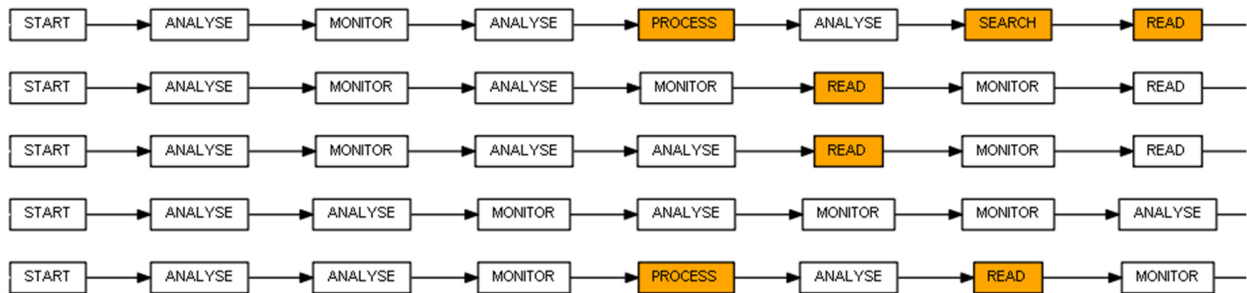 START ANALYSE MONITOR ANALYSE PROCESS ANALYSE SEARCH READ
START ANALYSE MONITOR ANALYSE MONITOR READ MONITOR READ
START ANALYSE MONITOR ANALYSE ANALYSE READ MONITOR READ
START ANALYSE ANALYSE MONITOR ANALYSE MONITOR MONITOR ANALYSE
START ANALYSE ANALYSE MONITOR PROCESS ANALYSE READ MONITOR